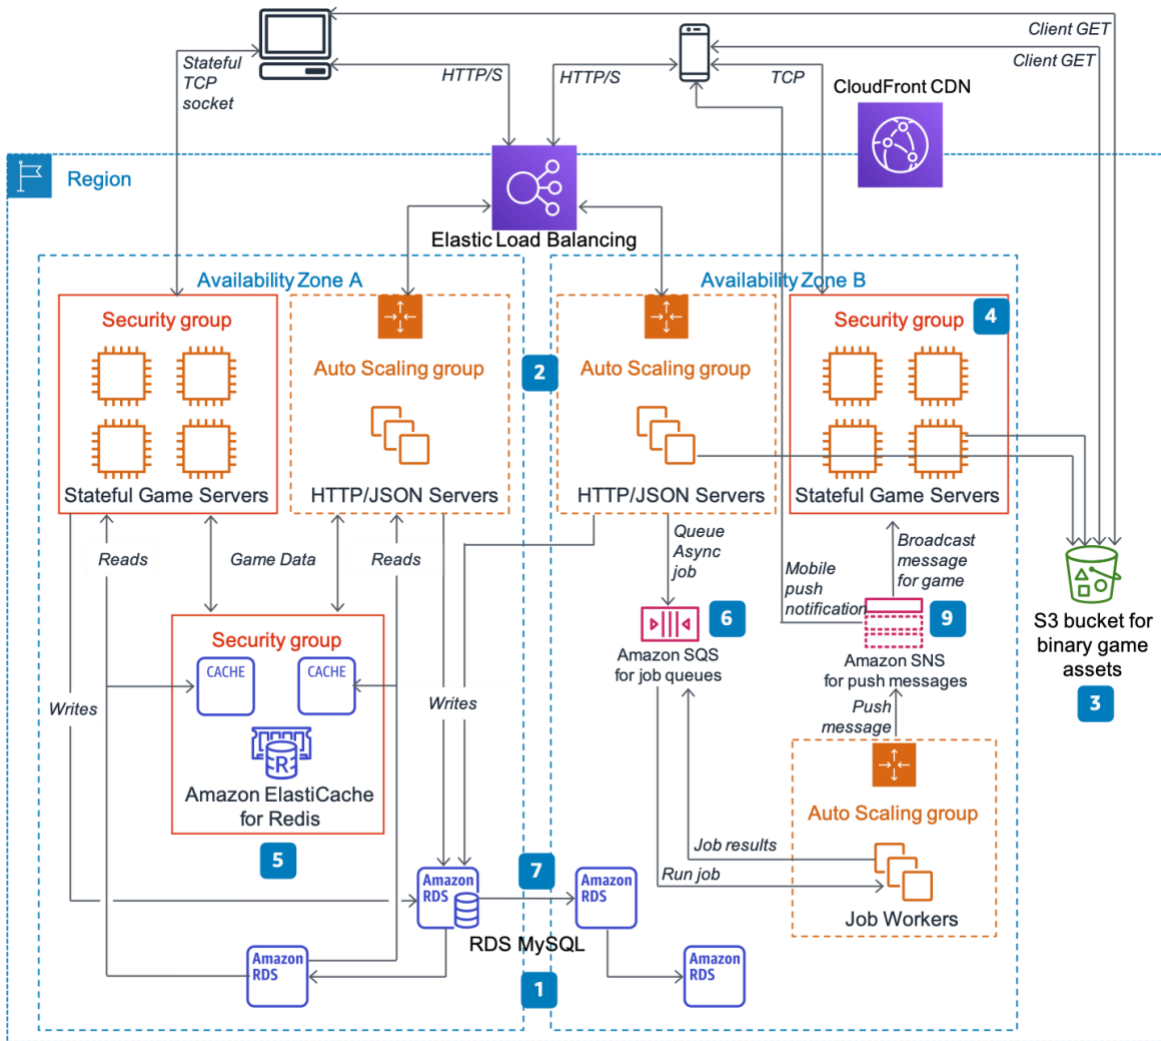 Client GET
Client GET
Stateful
TCP
socket
HTTP/S
HTTP/S
TCP
CloudFront CDN
Region
Elastic Load Balancing
Availability Zone A
Availability Zone B
Security group
Auto Scaling group
2
Auto Scaling group
Security group
4
Stateful Game Servers
HTTP/JSON Servers
HTTP/JSON Servers
Stateful Game Servers
Reads
Game Data
Reads
Queue
Async
job
Mobile
push
notification
Broadcast
message
for game
Security group
CACHE
CACHE
6
9
S3 bucket for
binary game
assets
3
Amazon SQS
for job queues
Amazon SNS
for push messages
Writes
Writes
Push
message
R
Amazon ElastiCache
for Redis
5
Auto Scaling group
Job results
Run job
Job Workers
7
Amazon
RDS
Amazon
RDS
RDS MySQL
Amazon
RDS
1
Amazon
RDS